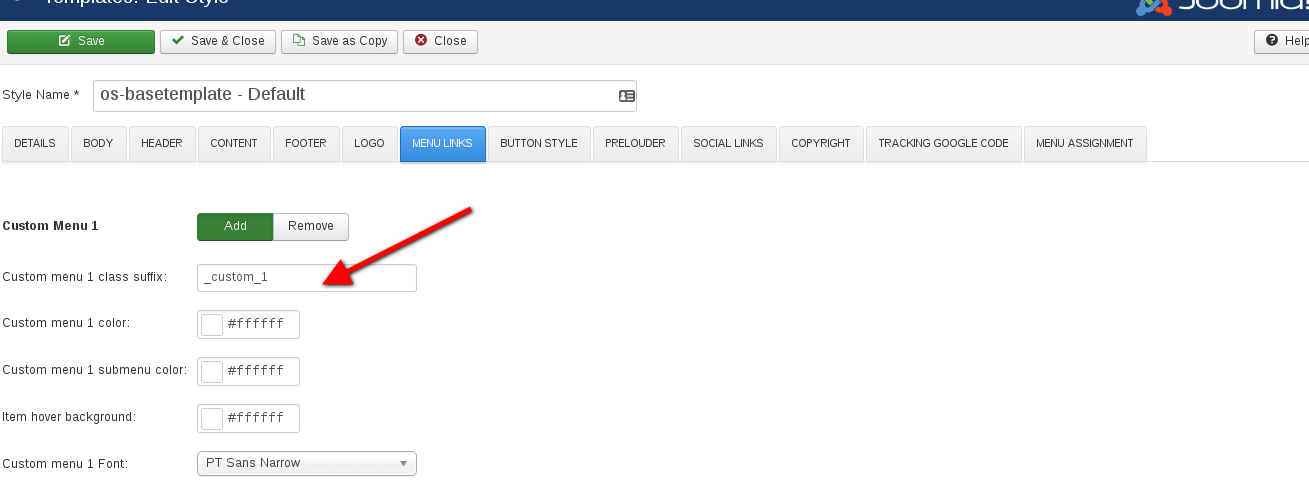 Templates: Edit Style
Joomla!
Save Save & Close Save as Copy Close Help
Style Name * os-basetemplate - Default
DETAILS BODY HEADER CONTENT FOOTER LOGO MENU LINKS BUTTON STYLE PRELOUDER SOCIAL LINKS COPYRIGHT TRACKING GOOGLE CODE MENU ASSIGNMENT
Custom Menu 1 Add Remove
Custom menu 1 class suffix: _custom_1
Custom menu 1 color: #ffffff
Custom menu 1 submenu color: #ffffff
Item hover background: #ffffff
Custom menu 1 Font: PT Sans Narrow